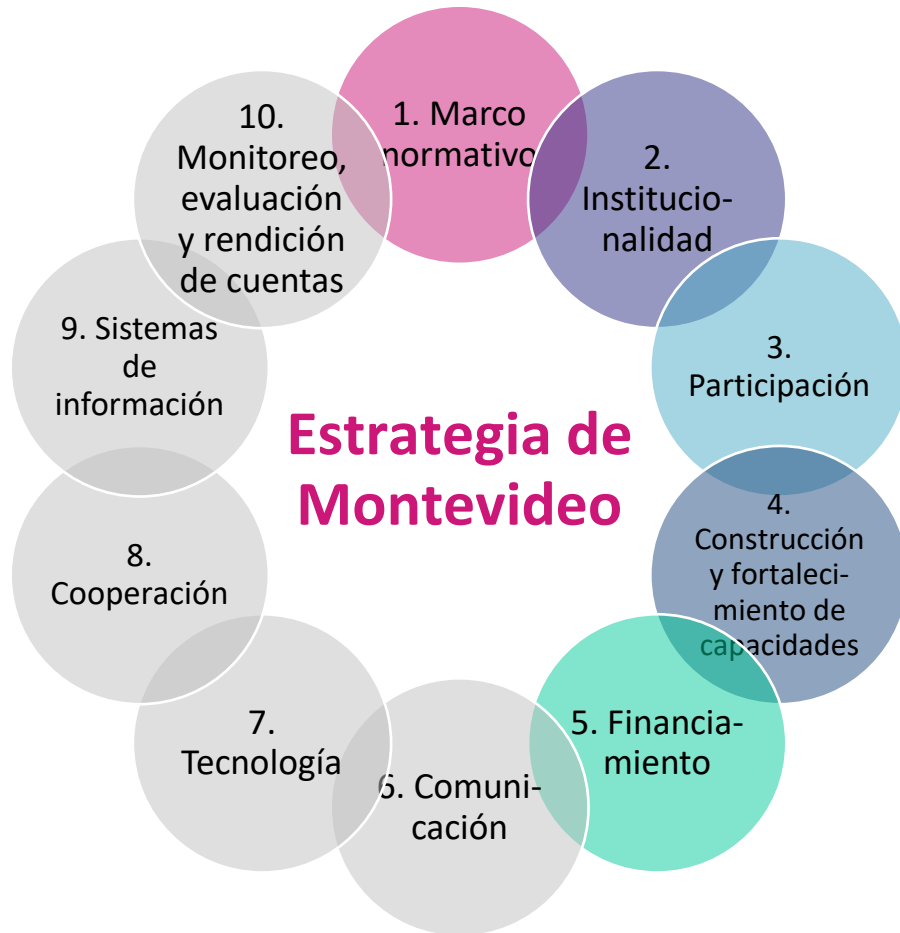 1. Marco
normativo
2.
Institucio-
nalidad
3.
Participación
4.
Construcción
y fortaleci-
miento de
capacidades
5. Financia-
miento
6. Comuni-
cación
7.
Tecnología
8.
Cooperación
9. Sistemas
de
información
10.
Monitoreo,
evaluación
y rendición
de cuentas
Estrategia de
Montevideo